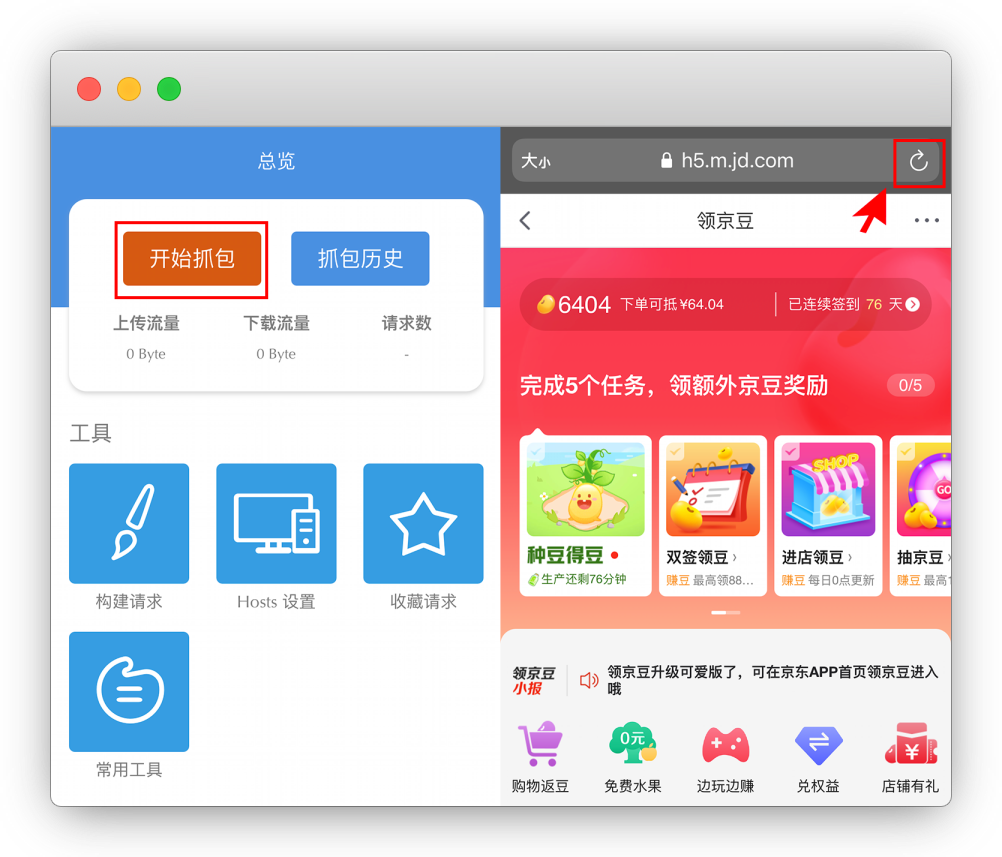 总览
开始抓包
抓包历史
上传流量
下载流量
请求数
0 Byte
0 Byte
-
工具
构建请求
Hosts 设置
收藏请求
常用工具
大小
h5.m.jd.com
领京豆
6404 下单可抵¥64.04
已连续签到 76 天
完成5个任务，领额外京豆奖励
0/5
SHOP
GO
种豆得豆
生产还剩76分钟
双签领豆
赚豆 最高领88...
进店领豆
赚豆 每日0点更新
抽京豆
赚豆 最高
领京豆
小报
领京豆升级可爱版了，可在京东APP首页领京豆进入
哦
0元
购物返豆
免费水果
边玩边赚
兑权益
店铺有礼